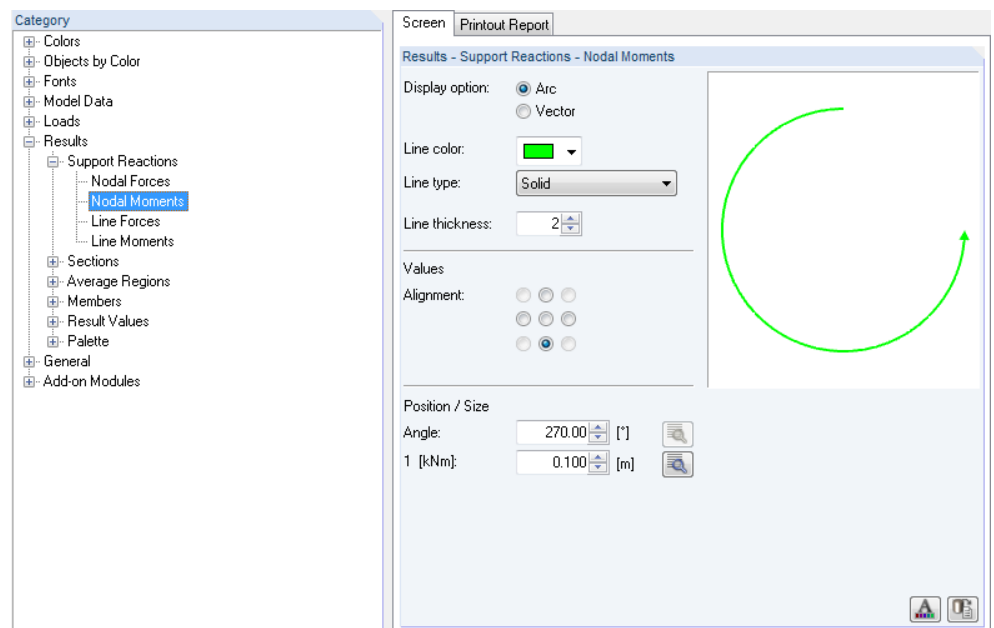 Category
Colors
Objects by Color
Fonts
Model Data
Loads
Results
Support Reactions
Nodal Forces
Nodal Moments
Line Forces
Line Moments
Sections
Average Regions
Members
Result Values
Palette
General
Add-on Modules
Screen Printout Report
Results - Support Reactions - Nodal Moments
Display option: Arc
Vector
Line color:
Line type: Solid
Line thickness: 2
Values
Alignment:
Position / Size
Angle: 270.00 [°]
1 [kNm]: 0.100 [m]
A